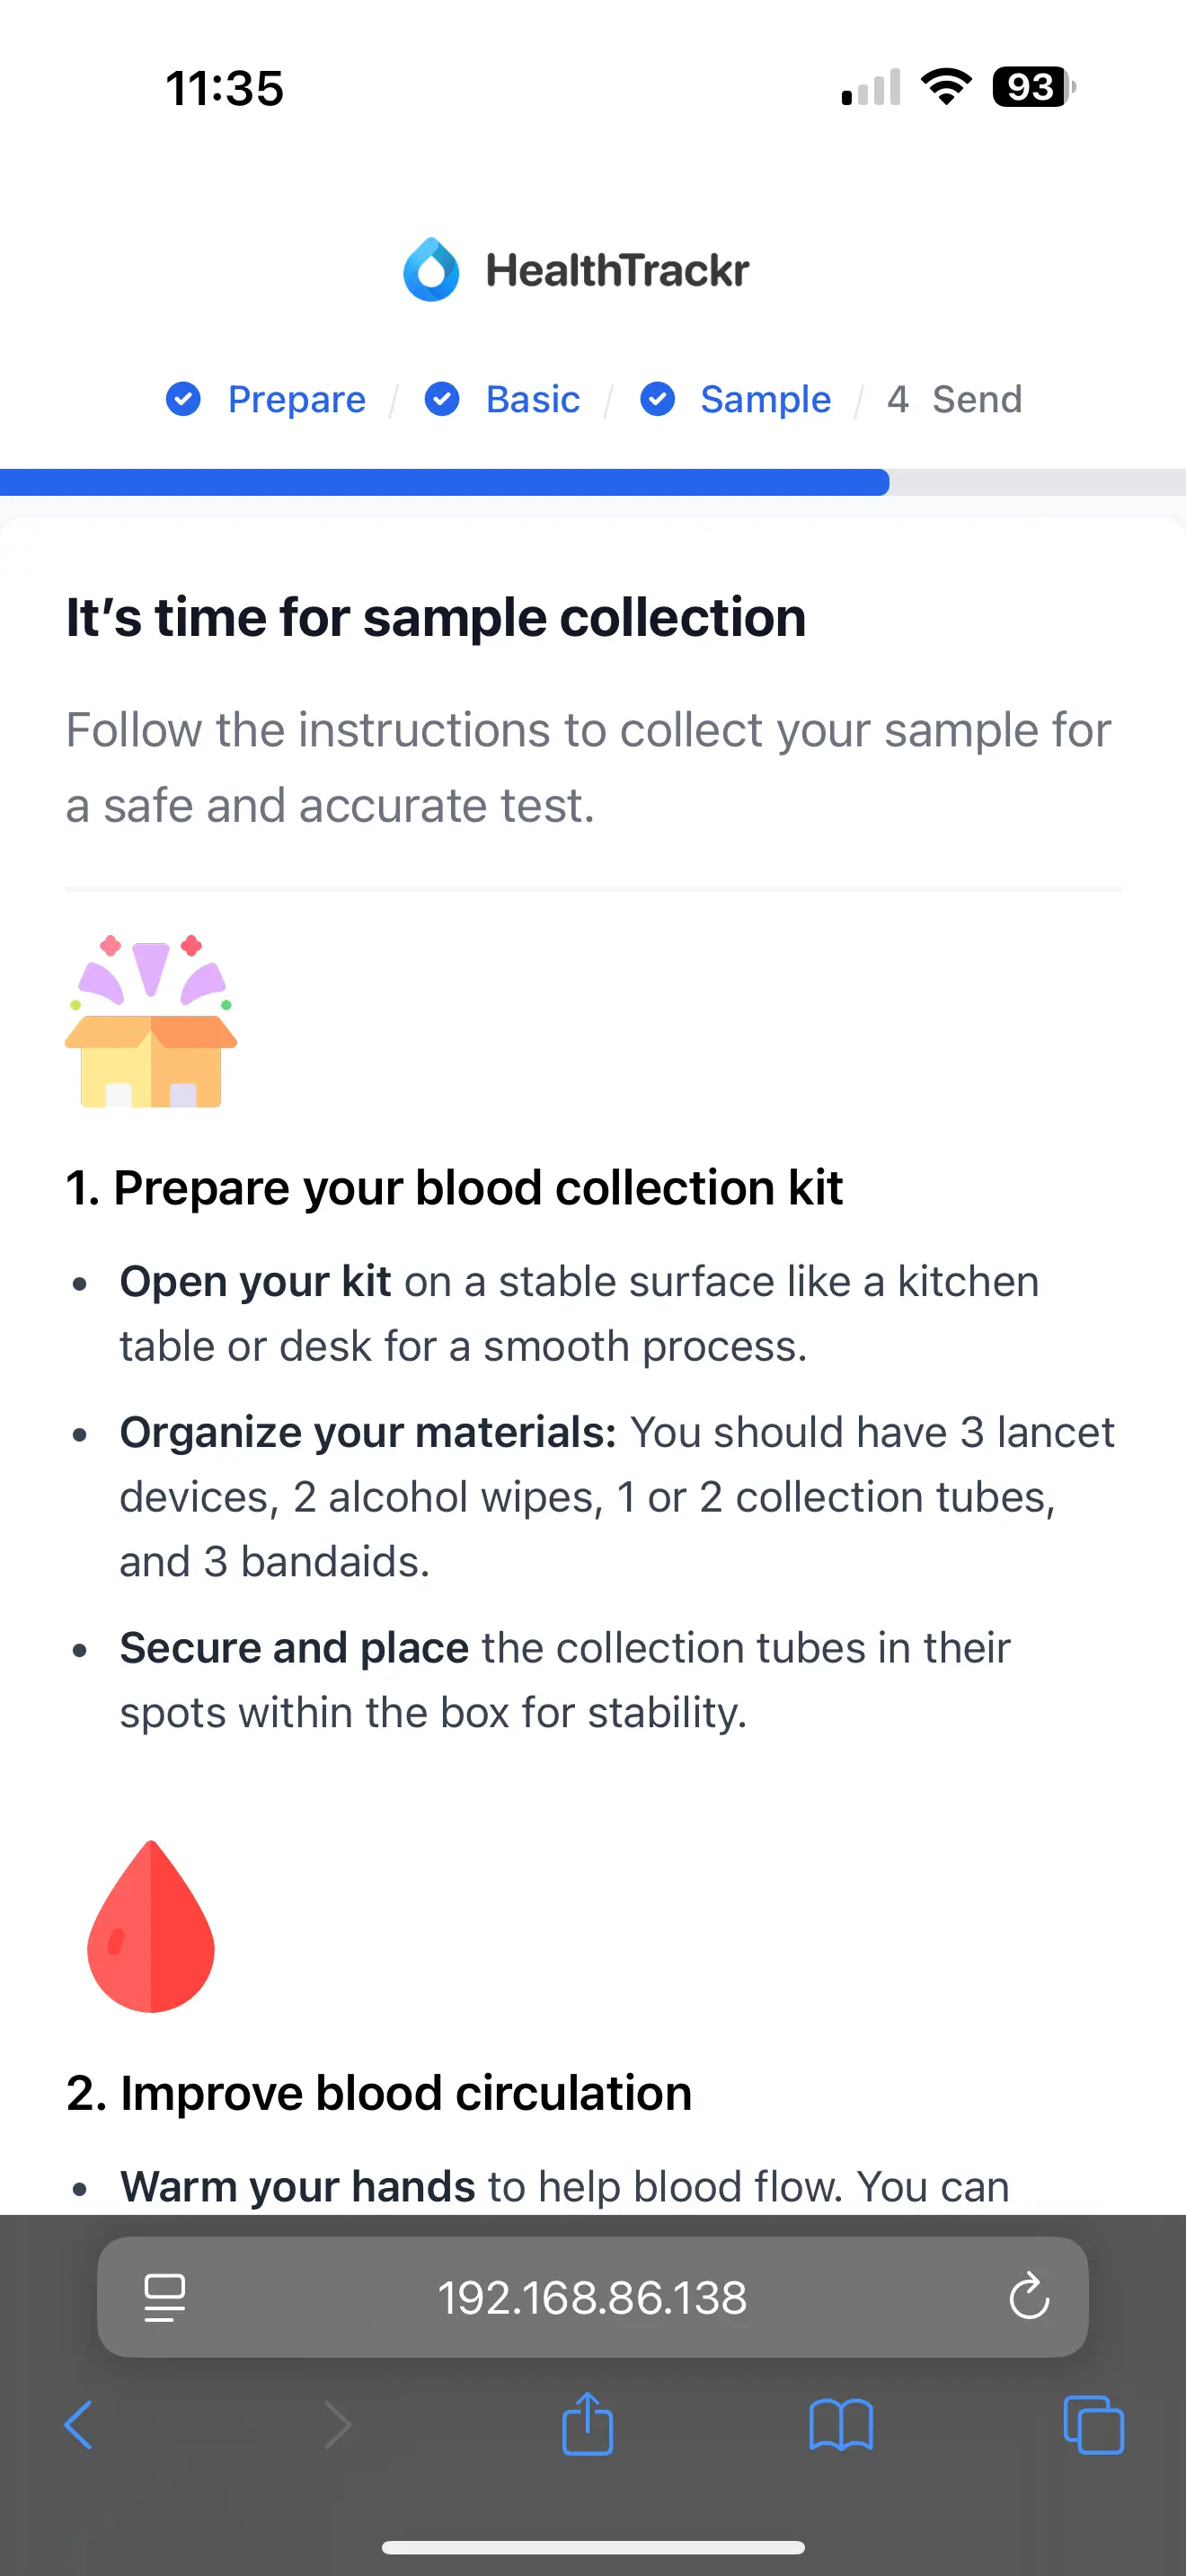 11:35
93
HealthTrackr
Prepare / Basic / Sample / 4 Send
It’s time for sample collection
Follow the instructions to collect your sample for
a safe and accurate test.
1. Prepare your blood collection kit
• Open your kit on a stable surface like a kitchen
table or desk for a smooth process.
• Organize your materials: You should have 3 lancet
devices, 2 alcohol wipes, 1 or 2 collection tubes,
and 3 bandaids.
• Secure and place the collection tubes in their
spots within the box for stability.
2. Improve blood circulation
• Warm your hands to help blood flow. You can
192.168.86.138